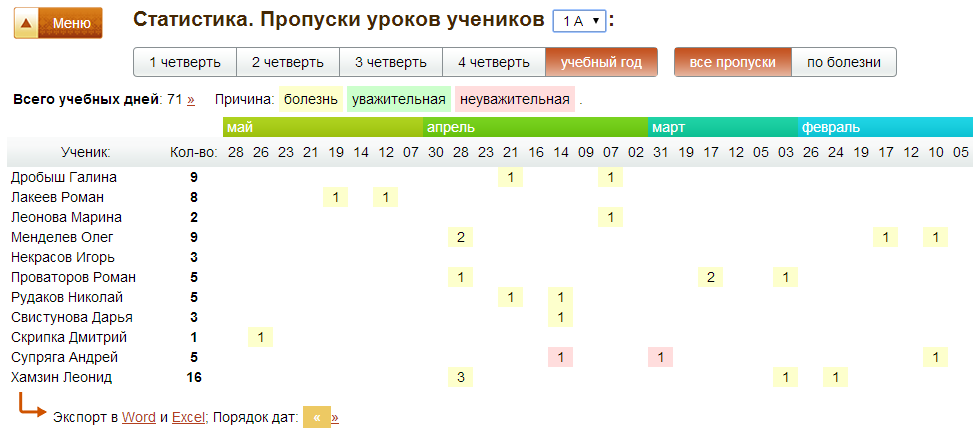 Меню
Статистика. Пропуски уроков учеников 1 А :
1 четверть 2 четверть 3 четверть 4 четверть учебный год все пропуски по болезни
Всего учебных дней: 71 » Причина: болезнь уважительная неуважительная .
май апрель март февраль
Ученик: Кол-во: 28 26 23 21 19 14 12 07 30 28 23 21 16 14 09 07 02 31 19 17 12 05 03 26 24 19 17 12 10 05
Дробыш Галина 9 1 1
Лакеев Роман 8 1 1
Леонова Марина 2 1
Менделев Олег 9 2 1 1
Некрасов Игорь 3
Проваторов Роман 5 1 2 1
Рудаков Николай 5 1 1
Свистунова Дарья 3 1
Скрипка Дмитрий 1 1
Супряга Андрей 5 1 1 1
Хамзин Леонид 16 3 1 1
Экспорт в Word и Excel; Порядок дат: « »